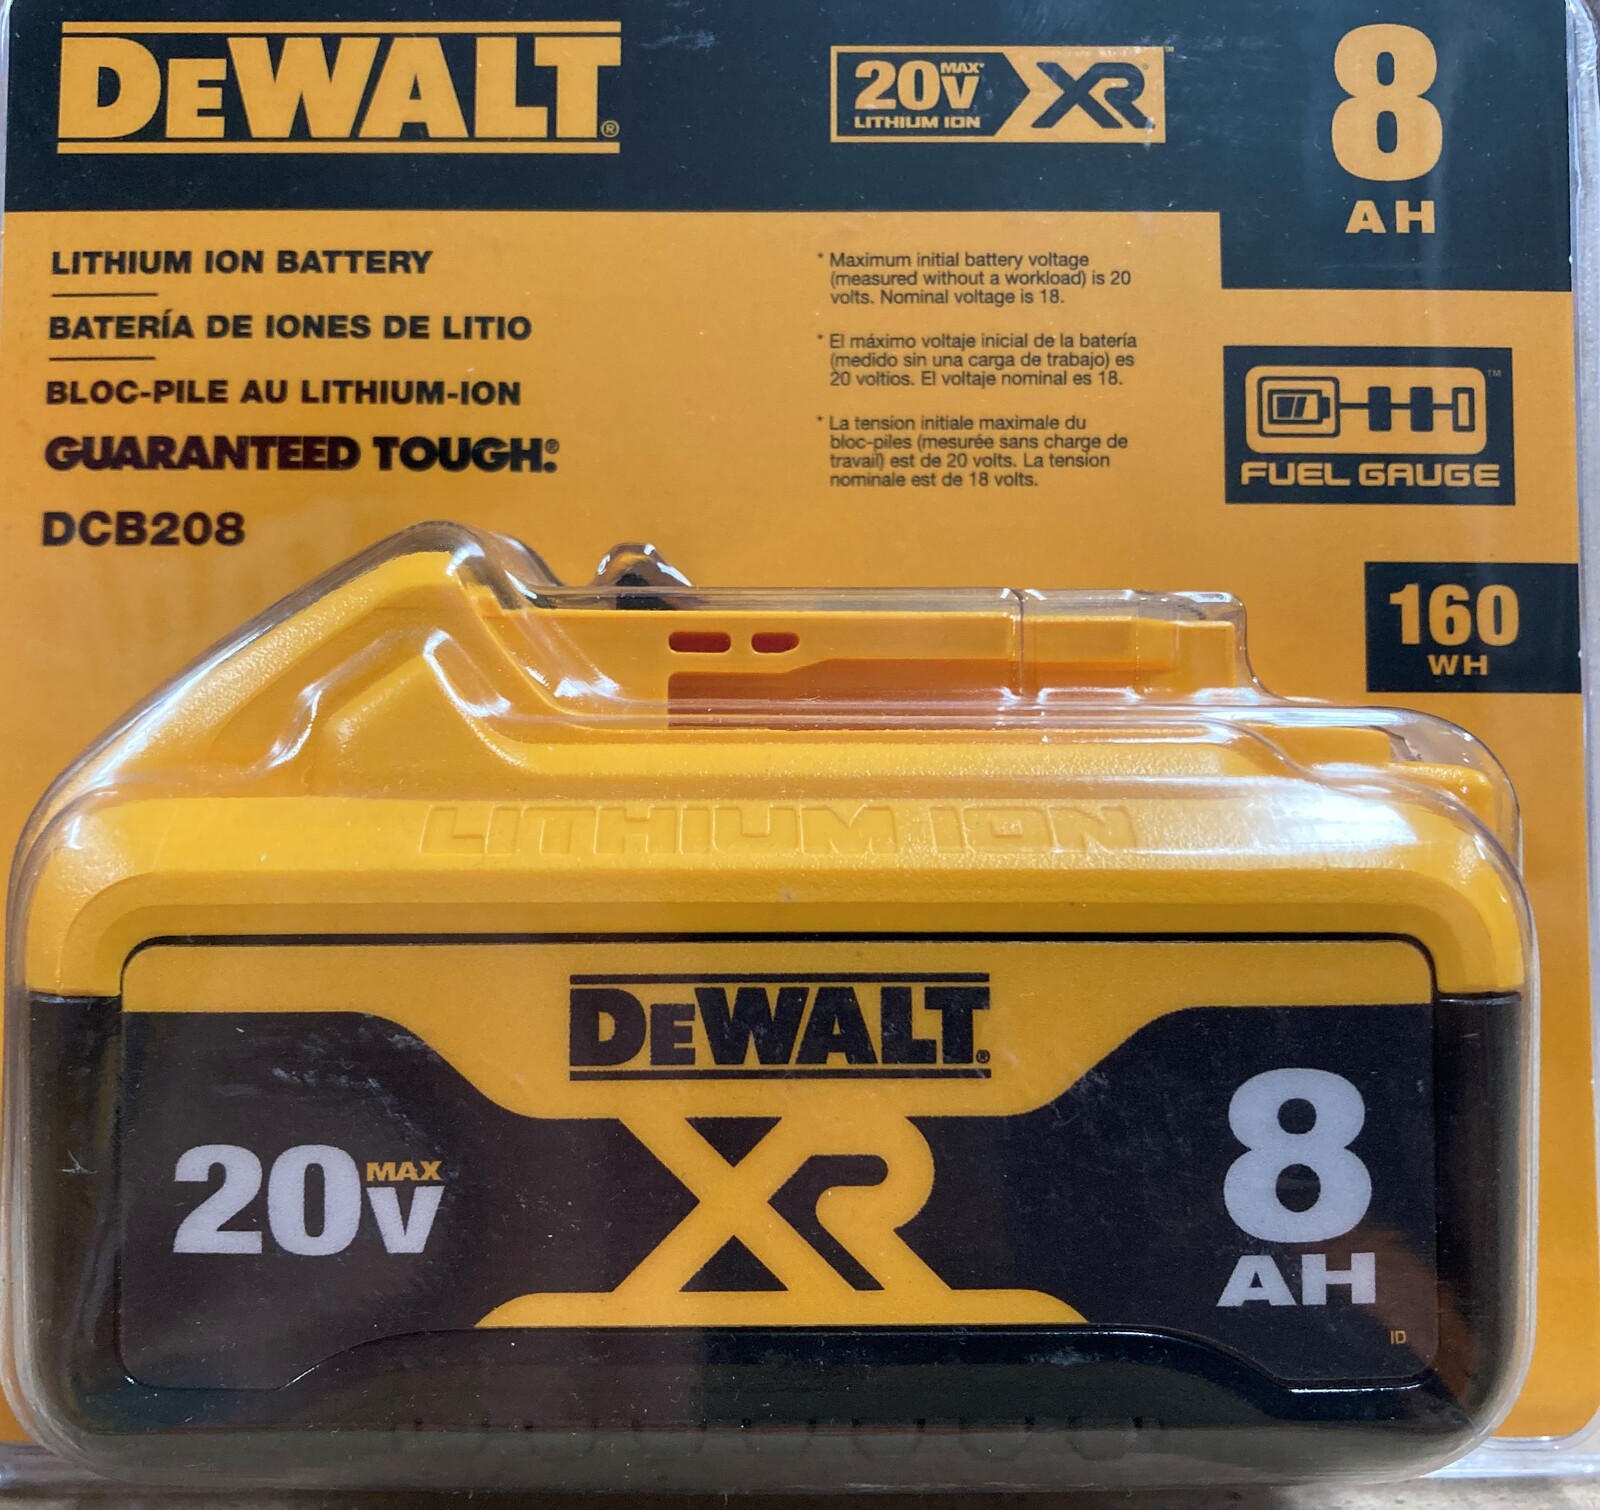 DEWALT®
20V MAX* XR™
LITHIUM ION
8
AH
LITHIUM ION BATTERY
BATERÍA DE IONES DE LITIO
BLOC-PILE AU LITHIUM-ION
GUARANTEED TOUGH®.
DCB208
* Maximum initial battery voltage
(measured without a workload) is 20
volts. Nominal voltage is 18.
* El máximo voltaje inicial de la batería
(medido sin una carga de trabajo) es
20 voltios. El voltaje nominal es 18.
* La tension initiale maximale du
bloc-piles (mesurée sans charge de
travail) est de 20 volts. La tension
nominale est de 18 volts.
™
FUEL GAUGE
160
WH
LITHIUM ION
DEWALT®
XR
20V MAX
8
AH
ID